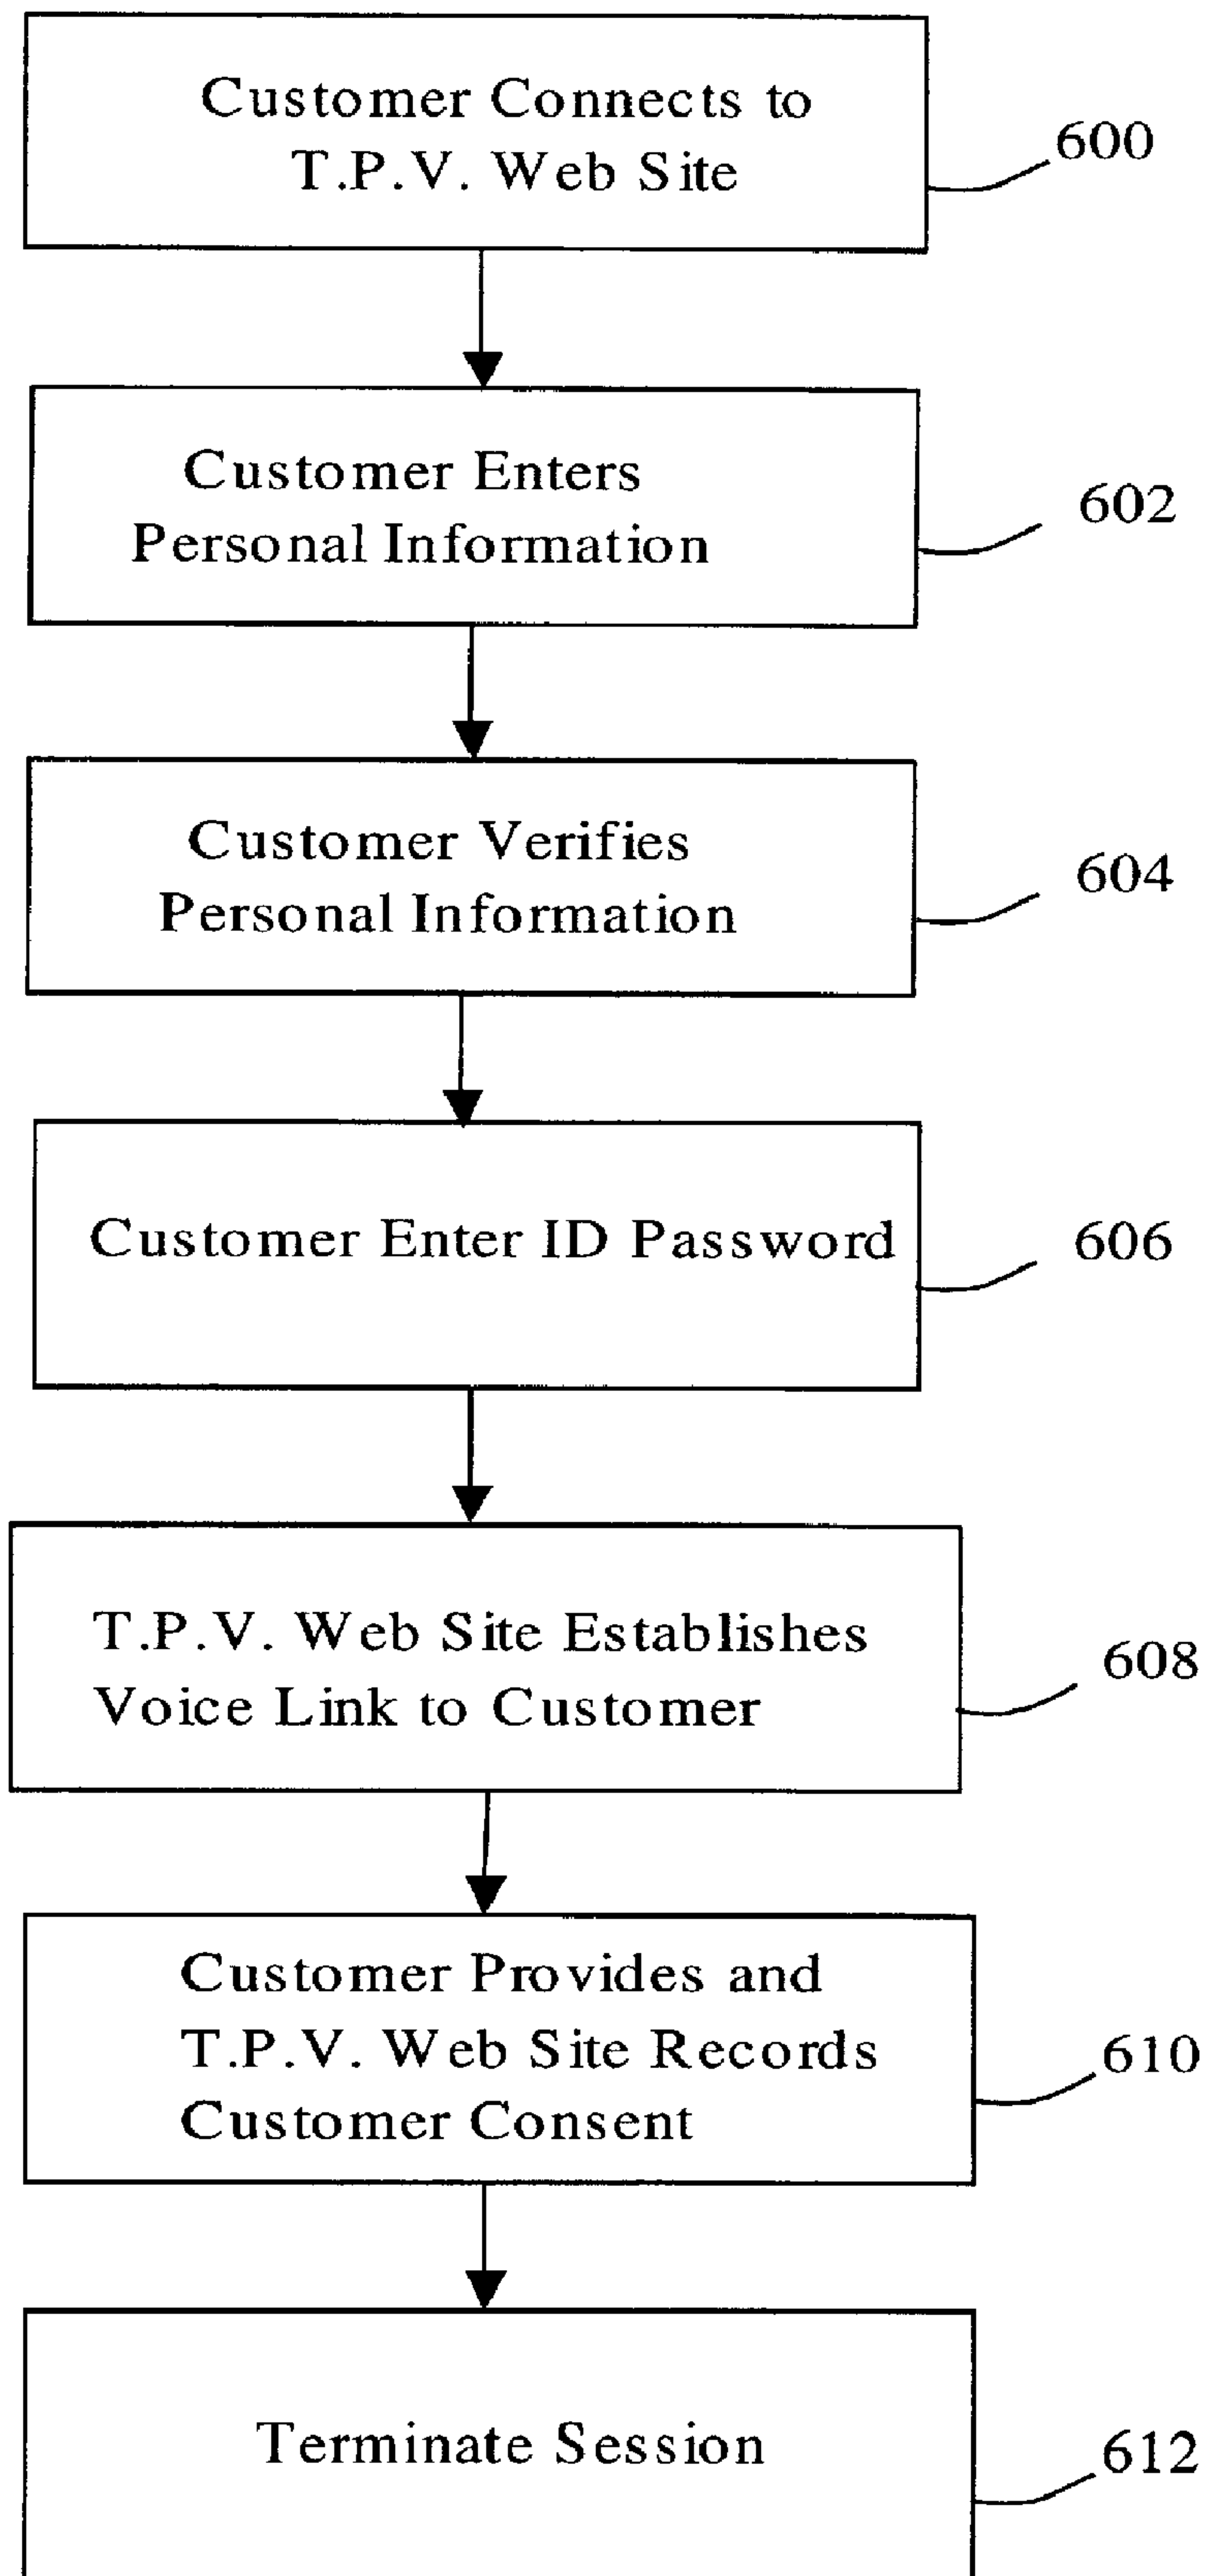 Customer Connects to
T.P.V. Web Site
600
Customer Enters
Personal Information
602
Customer Verifies
Personal Information
604
Customer Enter ID Password
606
T.P.V. Web Site Establishes
Voice Link to Customer
608
Customer Provides and
T.P.V. Web Site Records
Customer Consent
610
Terminate Session
612